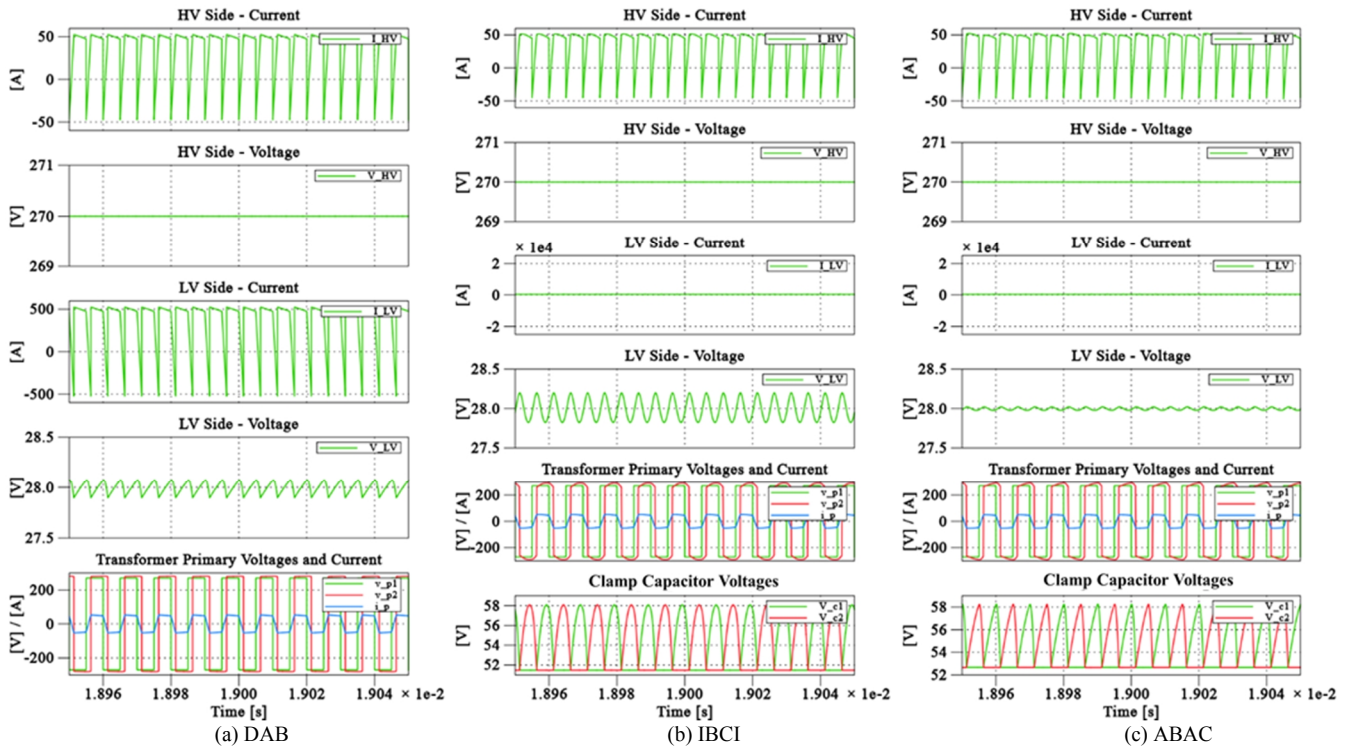 HV Side - Current
50
0
-50
[A]
I_HV
HV Side - Voltage
271
270
269
[V]
V_HV
LV Side - Current
500
0
-500
[A]
I_LV
LV Side - Voltage
28.5
28.0
27.5
[V]
V_LV
Transformer Primary Voltages and Current
200
0
-200
[V] / [A]
v_p1
v_p2
i_p
1.896 1.898 1.900 1.902 1.904 × 1e-2
Time [s]
(a) DAB
HV Side - Current
50
0
-50
[A]
I_HV
HV Side - Voltage
271
270
269
[V]
V_HV
× 1e4
LV Side - Current
2
0
-2
[A]
I_LV
LV Side - Voltage
28.5
28.0
27.5
[V]
V_LV
Transformer Primary Voltages and Current
200
0
-200
[V] / [A]
v_p1
v_p2
i_p
Clamp Capacitor Voltages
58
56
54
52
[V]
V_c1
V_c2
1.896 1.898 1.900 1.902 1.904 × 1e-2
Time [s]
(b) IBCI
HV Side - Current
50
0
-50
[A]
I_HV
HV Side - Voltage
271
270
269
[V]
V_HV
× 1e4
LV Side - Current
2
0
-2
[A]
I_LV
LV Side - Voltage
28.5
28.0
27.5
[V]
V_LV
Transformer Primary Voltages and Current
200
0
-200
[V] / [A]
v_p1
v_p2
i_p
Clamp Capacitor Voltages
58
56
54
52
[V]
V_c1
V_c2
1.896 1.898 1.900 1.902 1.904 × 1e-2
Time [s]
(c) ABAC